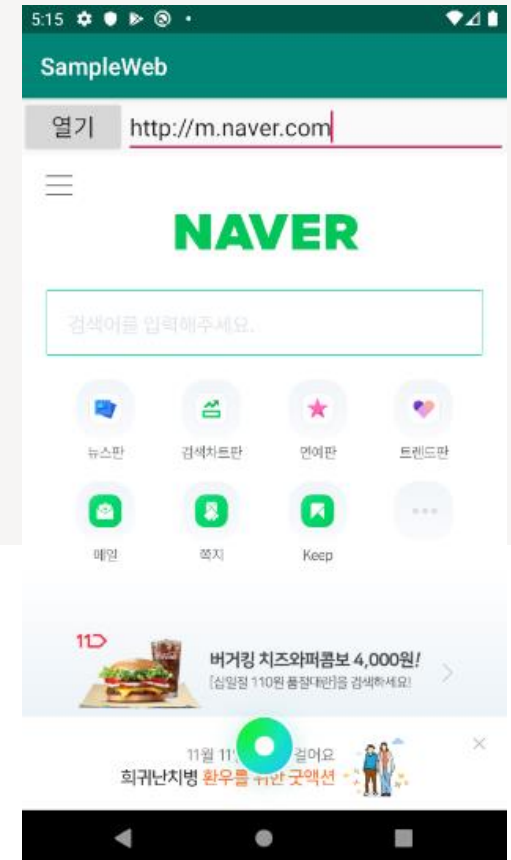 5:15
SampleWeb
열기 http://m.naver.com
NAVER
검색어를 입력해주세요.
뉴스판 검색차트판 연예판 트렌드판
메일 쪽지 Keep
버거킹 치즈와퍼콤보 4,000원!
[십일절 110원 품절대란]을 검색하세요!
11월 11 걸어요
희귀난치병 환우를 위한 굿액션